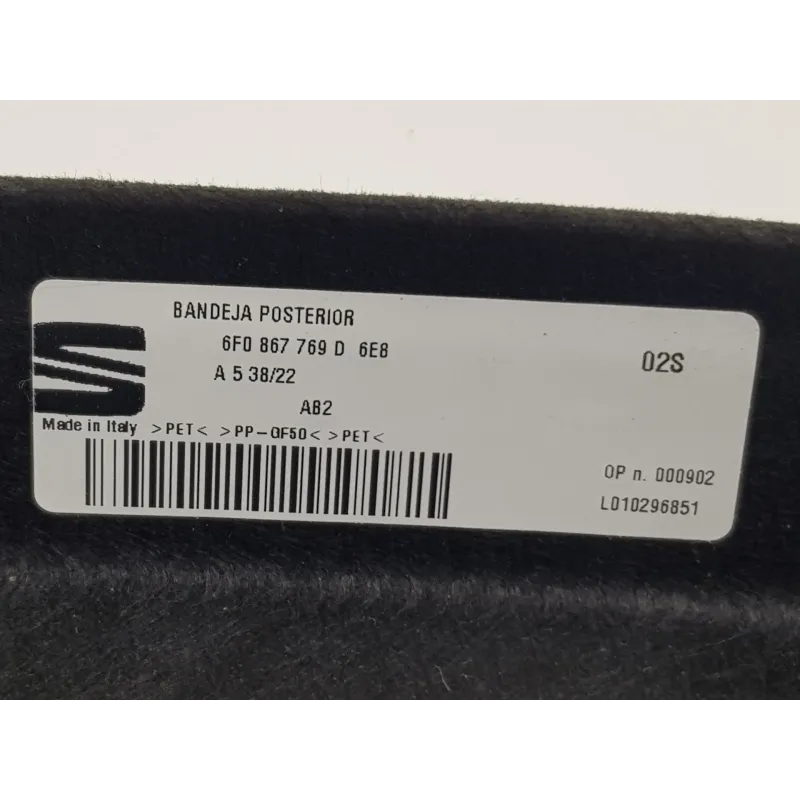 BANDEJA POSTERIOR
6F0 867 769 D 6E8
02S
A 5 38/22
AB2
Made in Italy >PET< >PP-GF50< >PET<
OP n. 000902
L010296851